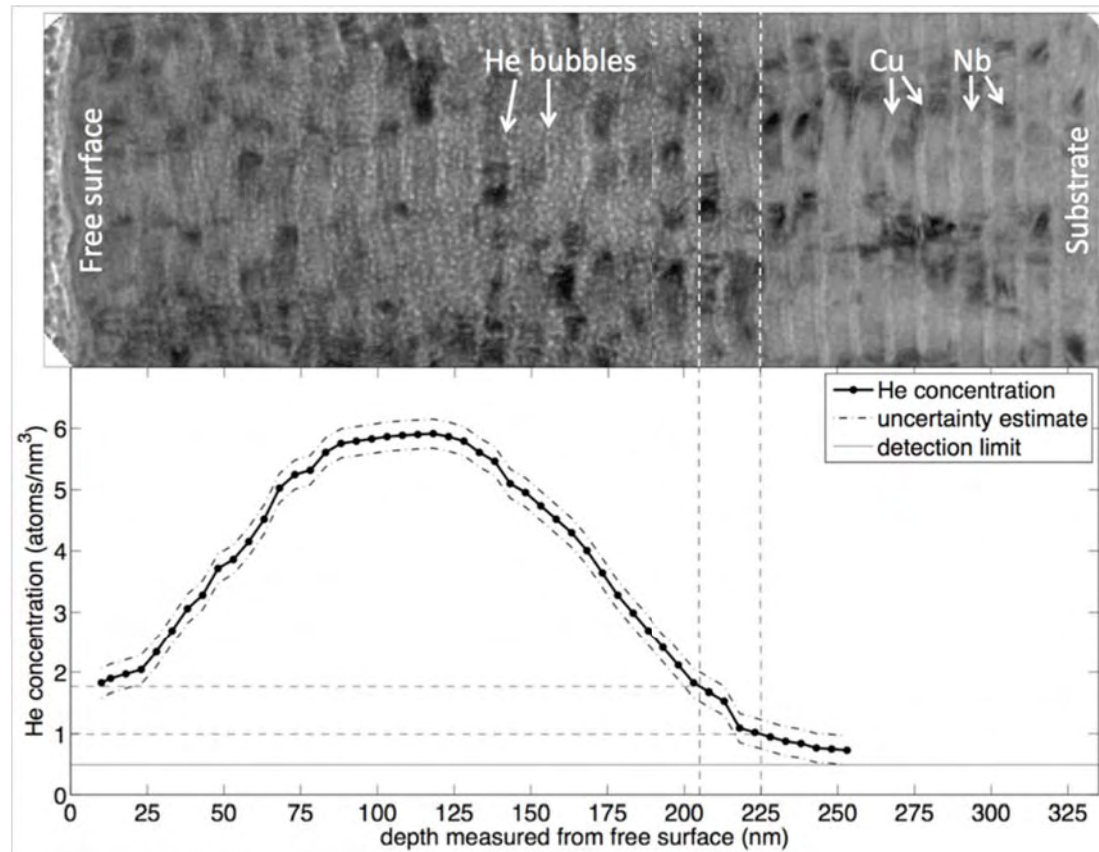 Free surface
He bubbles
Cu
Nb
Substrate
He concentration
uncertainty estimate
detection limit
He concentration (atoms/nm³)
6
5
4
3
2
1
0
0 25 50 75 100 125 150 175 200 225 250 275 300 325
depth measured from free surface (nm)